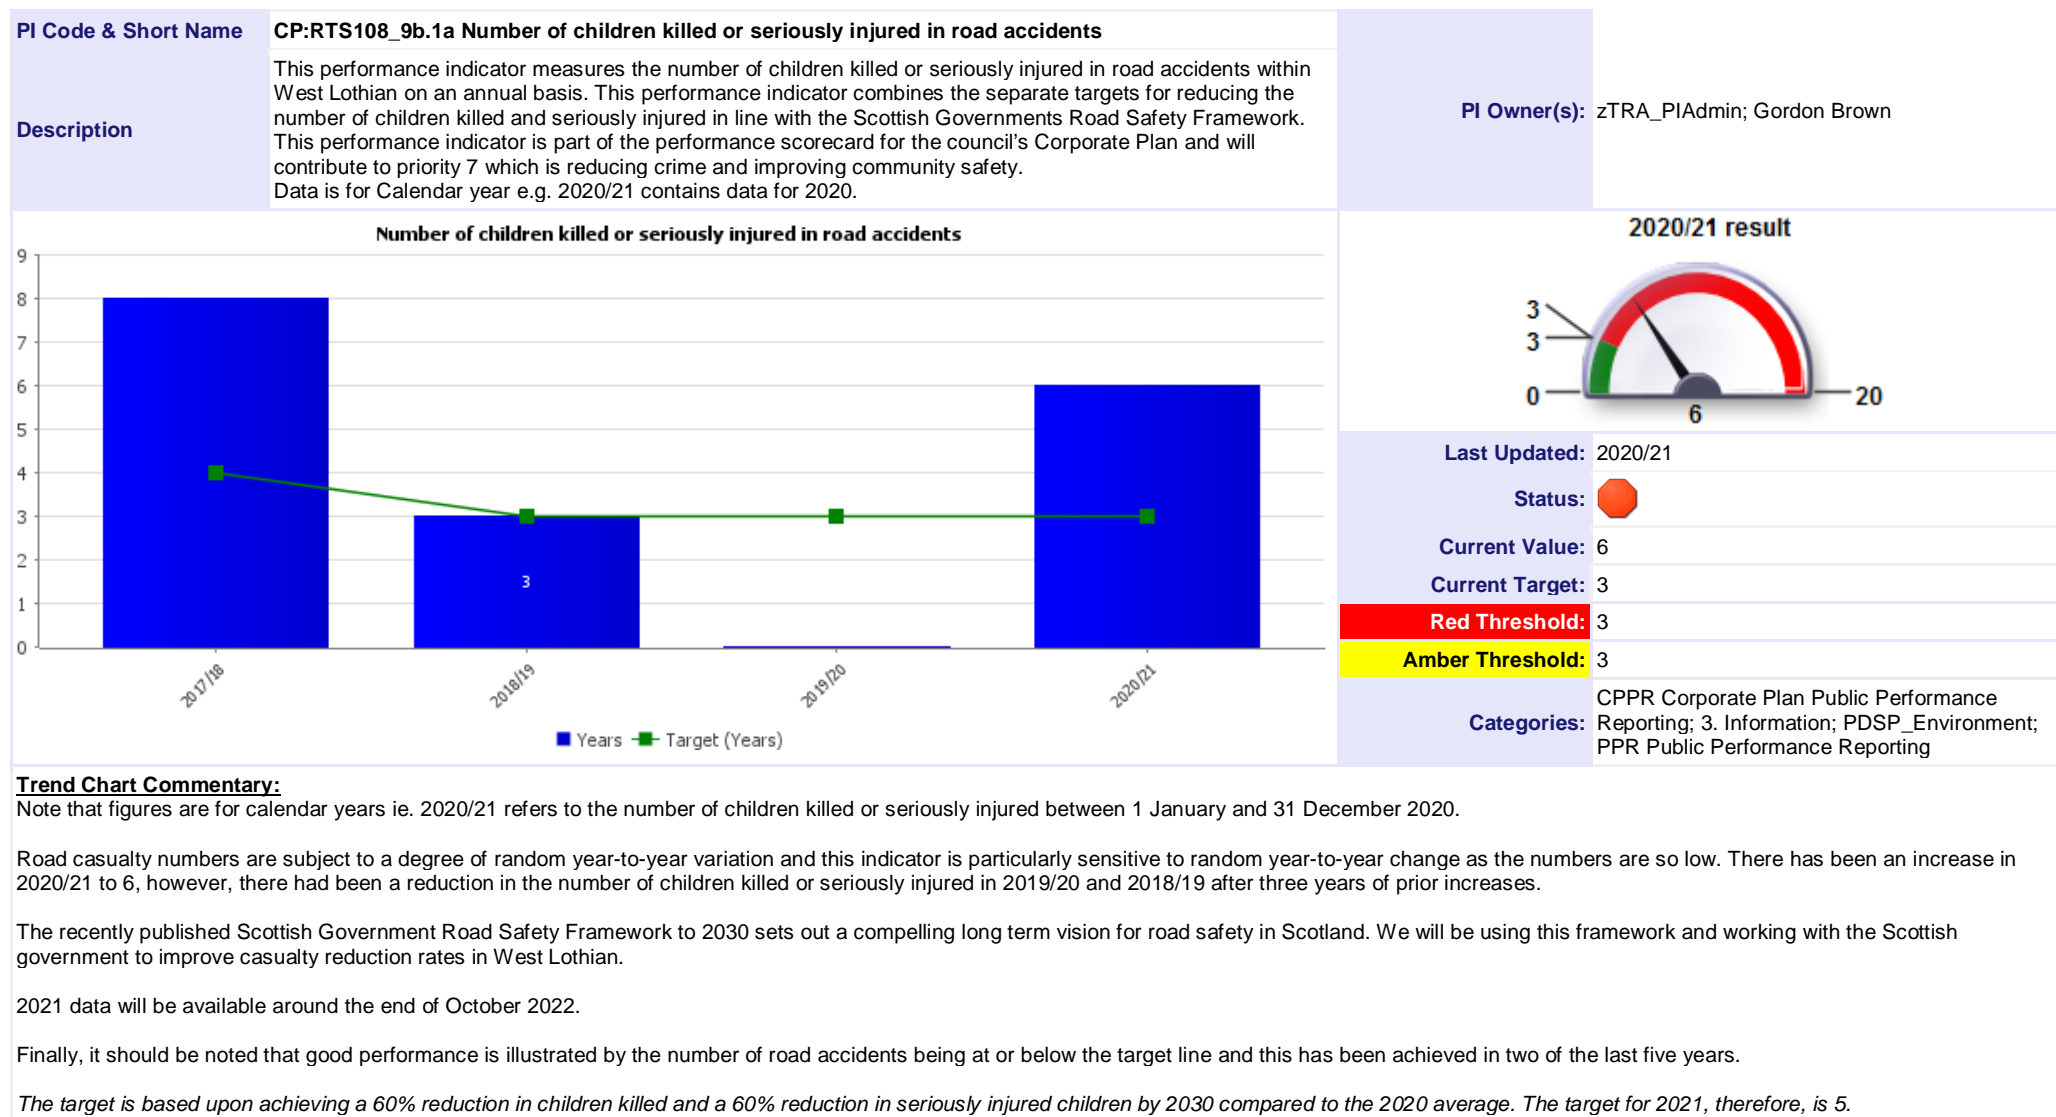 PI Code & Short Name
CP:RTS108_9b.1a Number of children killed or seriously injured in road accidents
Description
This performance indicator measures the number of children killed or seriously injured in road accidents within
West Lothian on an annual basis. This performance indicator combines the separate targets for reducing the
number of children killed and seriously injured in line with the Scottish Governments Road Safety Framework.
This performance indicator is part of the performance scorecard for the council's Corporate Plan and will
contribute to priority 7 which is reducing crime and improving community safety.
Data is for Calendar year e.g. 2020/21 contains data for 2020.
PI Owner(s): zTRA_PIAdmin; Gordon Brown
Number of children killed or seriously injured in road accidents
9
8
7
6
5
4
3
2
1
0
3
2017/18
2018/19
2019/20
2020/21
Years Target (Years)
2020/21 result
3
3
0
20
6
Last Updated: 2020/21
Status:
Current Value: 6
Current Target: 3
Red Threshold: 3
Amber Threshold: 3
Categories:
CPPR Corporate Plan Public Performance
Reporting; 3. Information; PDSP_Environment;
PPR Public Performance Reporting
Trend Chart Commentary:
Note that figures are for calendar years ie. 2020/21 refers to the number of children killed or seriously injured between 1 January and 31 December 2020.
Road casualty numbers are subject to a degree of random year-to-year variation and this indicator is particularly sensitive to random year-to-year change as the numbers are so low. There has been an increase in
2020/21 to 6, however, there had been a reduction in the number of children killed or seriously injured in 2019/20 and 2018/19 after three years of prior increases.
The recently published Scottish Government Road Safety Framework to 2030 sets out a compelling long term vision for road safety in Scotland. We will be using this framework and working with the Scottish
government to improve casualty reduction rates in West Lothian.
2021 data will be available around the end of October 2022.
Finally, it should be noted that good performance is illustrated by the number of road accidents being at or below the target line and this has been achieved in two of the last five years.
The target is based upon achieving a 60% reduction in children killed and a 60% reduction in seriously injured children by 2030 compared to the 2020 average. The target for 2021, therefore, is 5.